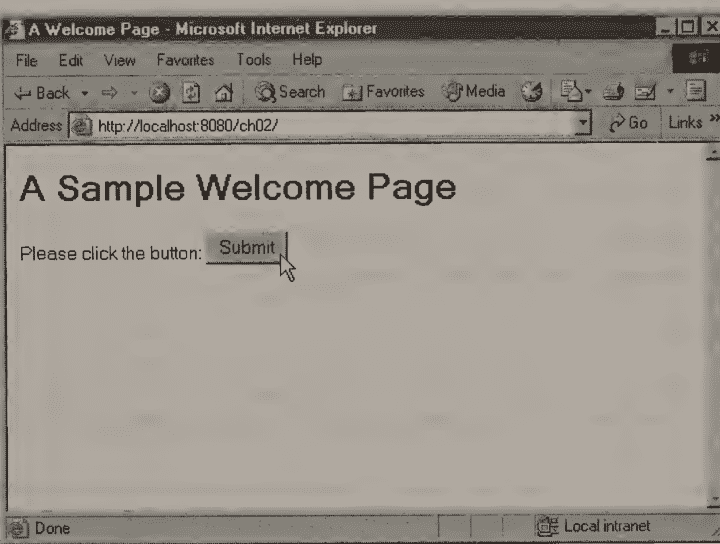 A Welcome Page - Microsoft Internet Explorer
File Edit View Favorites Tools Help
Back Search Favorites Media
Address http://localhost:8080/ch02/ Go Links »
A Sample Welcome Page
Please click the button: Submit
Done Local intranet